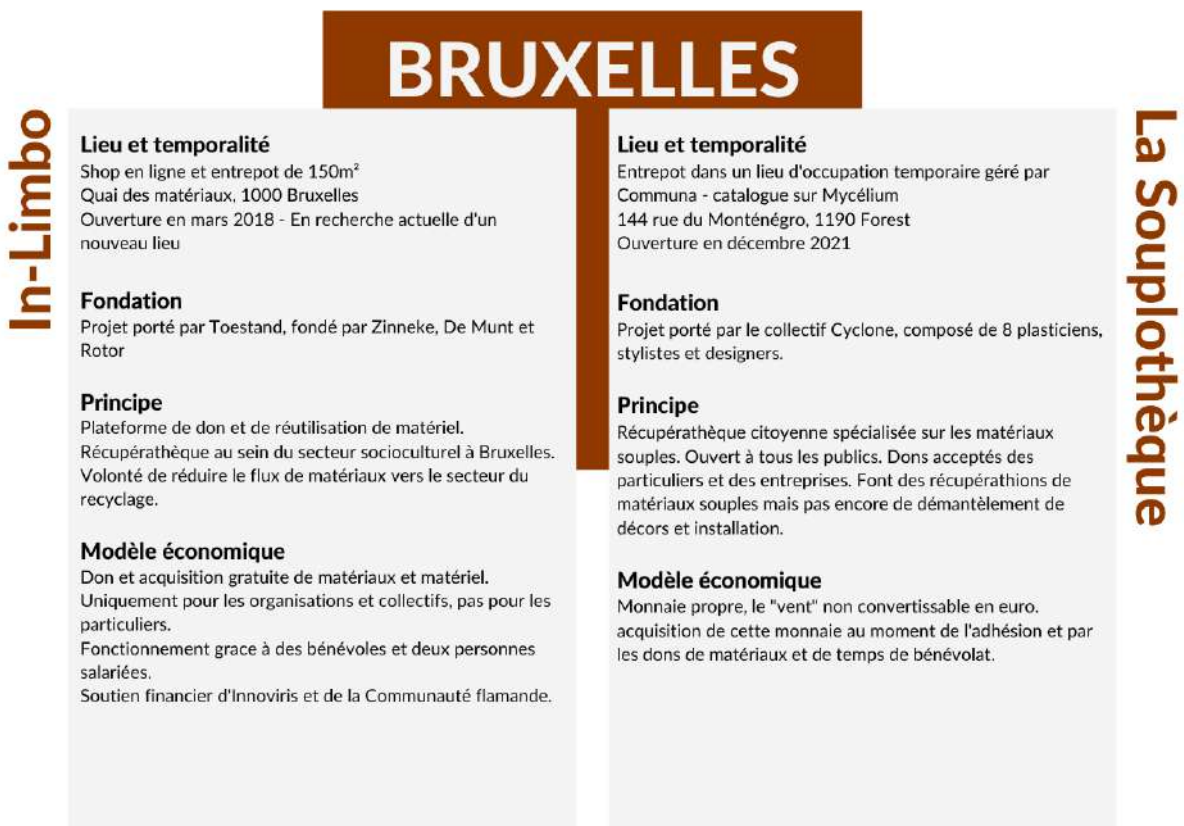 BRUXELLES
In-Limbo
Lieu et temporalité
Shop en ligne et entrepot de 150m²
Quai des matériaux, 1000 Bruxelles
Ouverture en mars 2018 - En recherche actuelle d'un
nouveau lieu
Fondation
Projet porté par Toestand, fondé par Zinneke, De Munt et
Rotor
Principe
Plateforme de don et de réutilisation de matériel.
Récupérathèque au sein du secteur socioculturel à Bruxelles.
Volonté de réduire le flux de matériaux vers le secteur du
recyclage.
Modèle économique
Don et acquisition gratuite de matériaux et matériel.
Uniquement pour les organisations et collectifs, pas pour les
particuliers.
Fonctionnement grace à des bénévoles et deux personnes
salariées.
Soutien financier d'Innoviris et de la Communauté flamande.
La Souplothèque
Lieu et temporalité
Entrepot dans un lieu d'occupation temporaire géré par
Communa - catalogue sur Mycélium
144 rue du Monténégro, 1190 Forest
Ouverture en décembre 2021
Fondation
Projet porté par le collectif Cyclone, composé de 8 plasticiens,
stylistes et designers.
Principe
Récupérathèque citoyenne spécialisée sur les matériaux
souples. Ouvert à tous les publics. Dons acceptés des
particuliers et des entreprises. Font des récupérathions de
matériaux souples mais pas encore de démantèlement de
décors et installation.
Modèle économique
Monnaie propre, le "vent" non convertissable en euro.
acquisition de cette monnaie au moment de l'adhésion et par
les dons de matériaux et de temps de bénévolat.